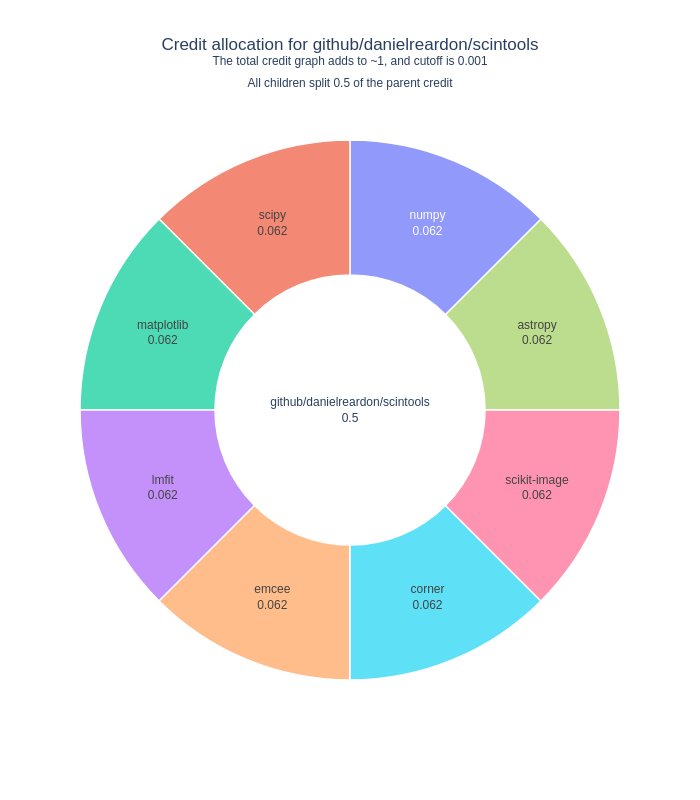 Credit allocation for github/danielreardon/scintools
The total credit graph adds to ~1, and cutoff is 0.001
All children split 0.5 of the parent credit
scipy
0.062
numpy
0.062
matplotlib
0.062
astropy
0.062
github/danielreardon/scintools
0.5
lmfit
0.062
scikit-image
0.062
emcee
0.062
corner
0.062